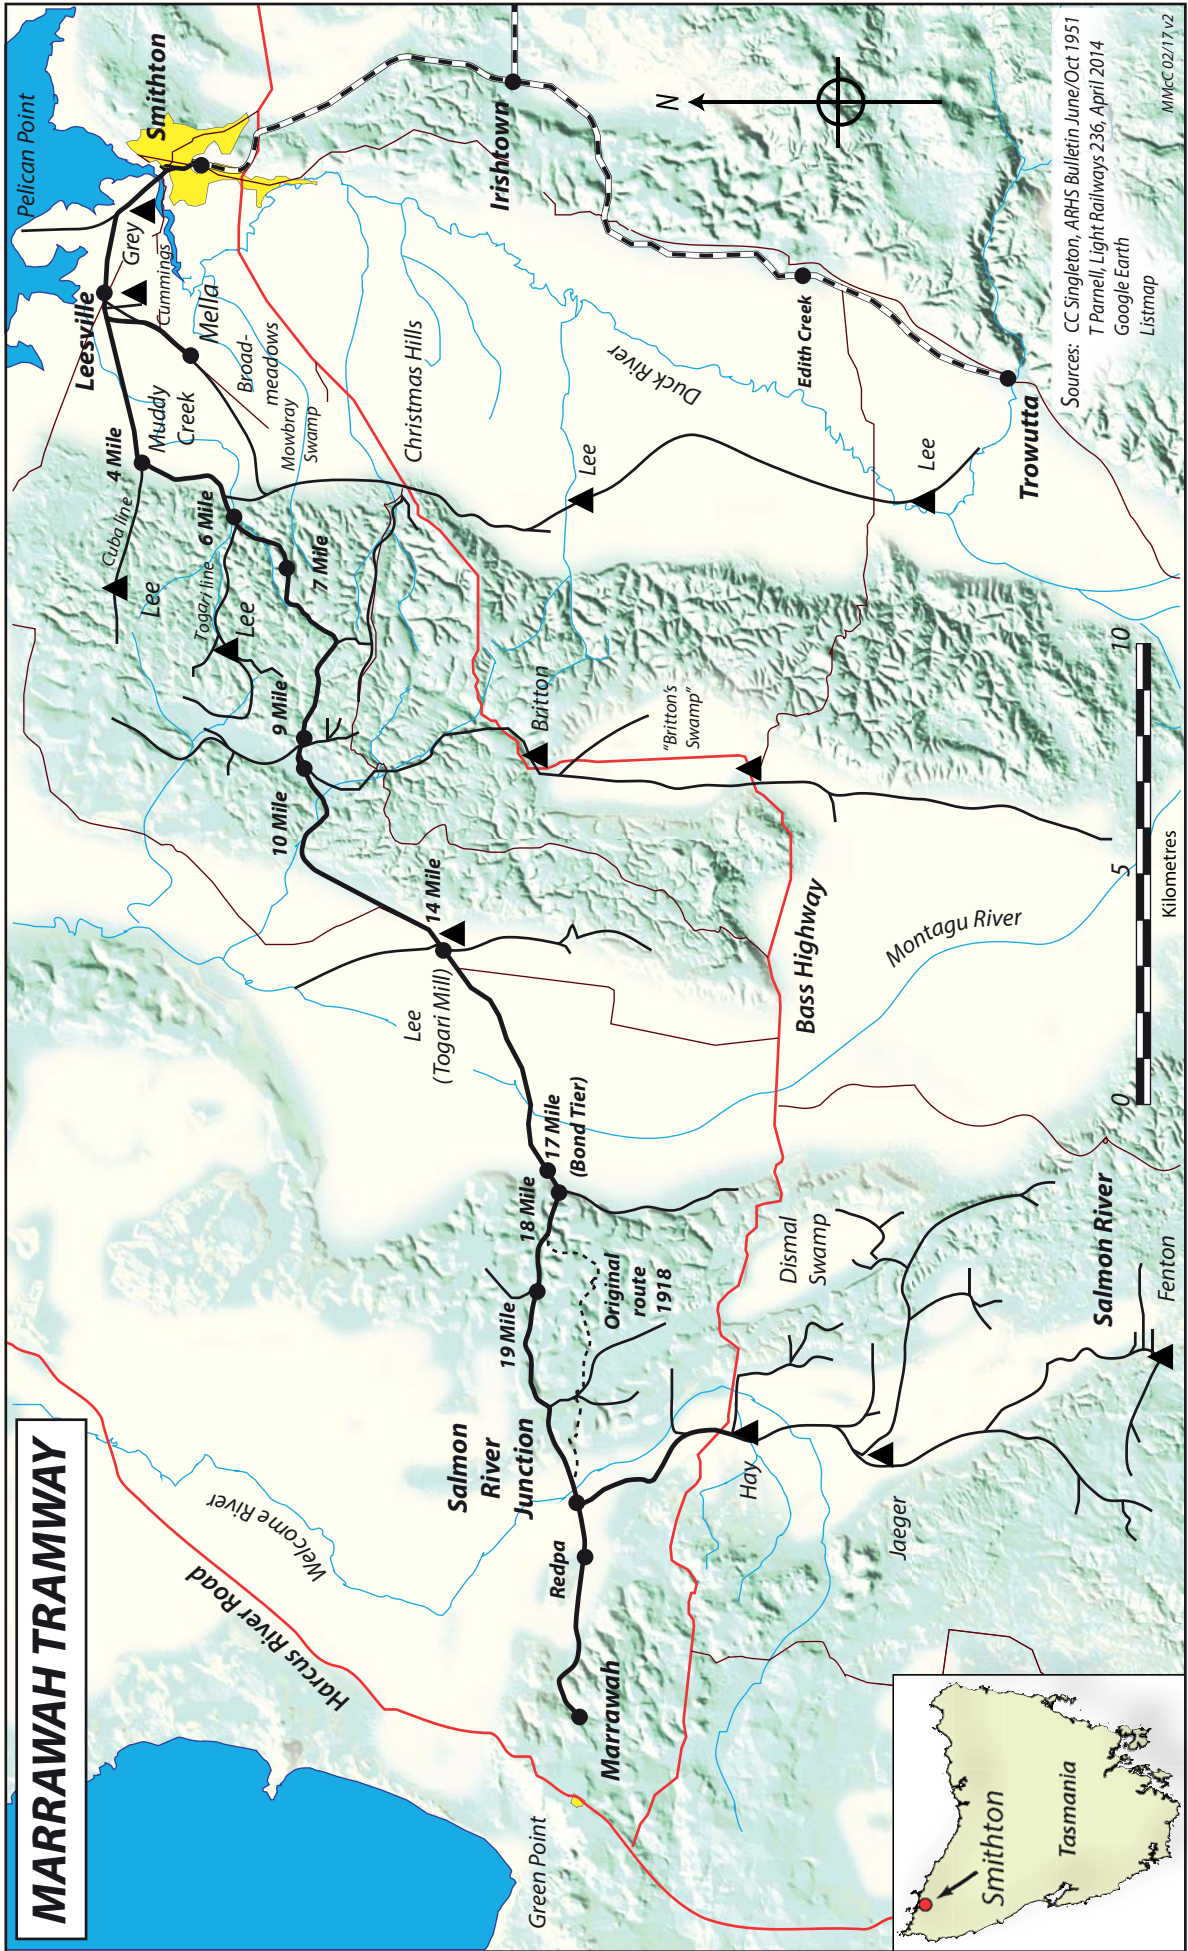 MARRAWAH TRAMWAY
Pelican Point
Smithton
Grey
Cummings
Leesville
Mella
Broad-
meadows
Muddy
Creek
Mowbray
Swamp
4 Mile
Cuba line
Lee
6 Mile
Togari line
Lee
7 Mile
9 Mile
10 Mile
14 Mile
Lee
(Togari Mill)
17 Mile
(Bond Tier)
18 Mile
19 Mile
Original
route
1918
Salmon
River
Junction
Redpa
Marrawah
Green Point
Harcus River Road
Welcome River
Irishtown
Christmas Hills
Duck River
Edith Creek
Trowutta
Lee
Lee
Britton
"Britton's
Swamp"
Bass Highway
Montagu River
Dismal
Swamp
Hay
Jaeger
Salmon River
Fenton
N
0
5
10
Kilometres
Sources: CC Singleton, ARHS Bulletin June/Oct 1951
T Parnell, Light Railways 236, April 2014
Google Earth
Listmap
MMcC 02/17 v2
Smithton
Tasmania